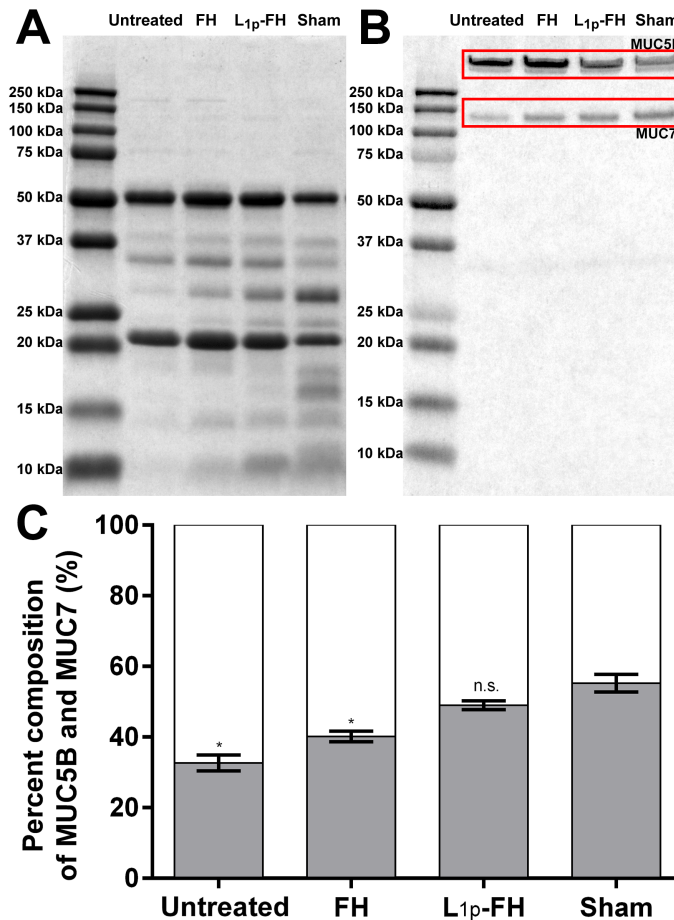 A
Untreated FH L1p-FH Sham
250 kDa
150 kDa
100 kDa
75 kDa
50 kDa
37 kDa
25 kDa
20 kDa
15 kDa
10 kDa
B
Untreated FH L1p-FH Sham
MUC5B
250 kDa
150 kDa
100 kDa
MUC7
75 kDa
50 kDa
37 kDa
25 kDa
20 kDa
15 kDa
10 kDa
C
Percent composition
of MUC5B and MUC7 (%)
100
80
60
40
20
0
* * n.s.
Untreated FH L1p-FH Sham